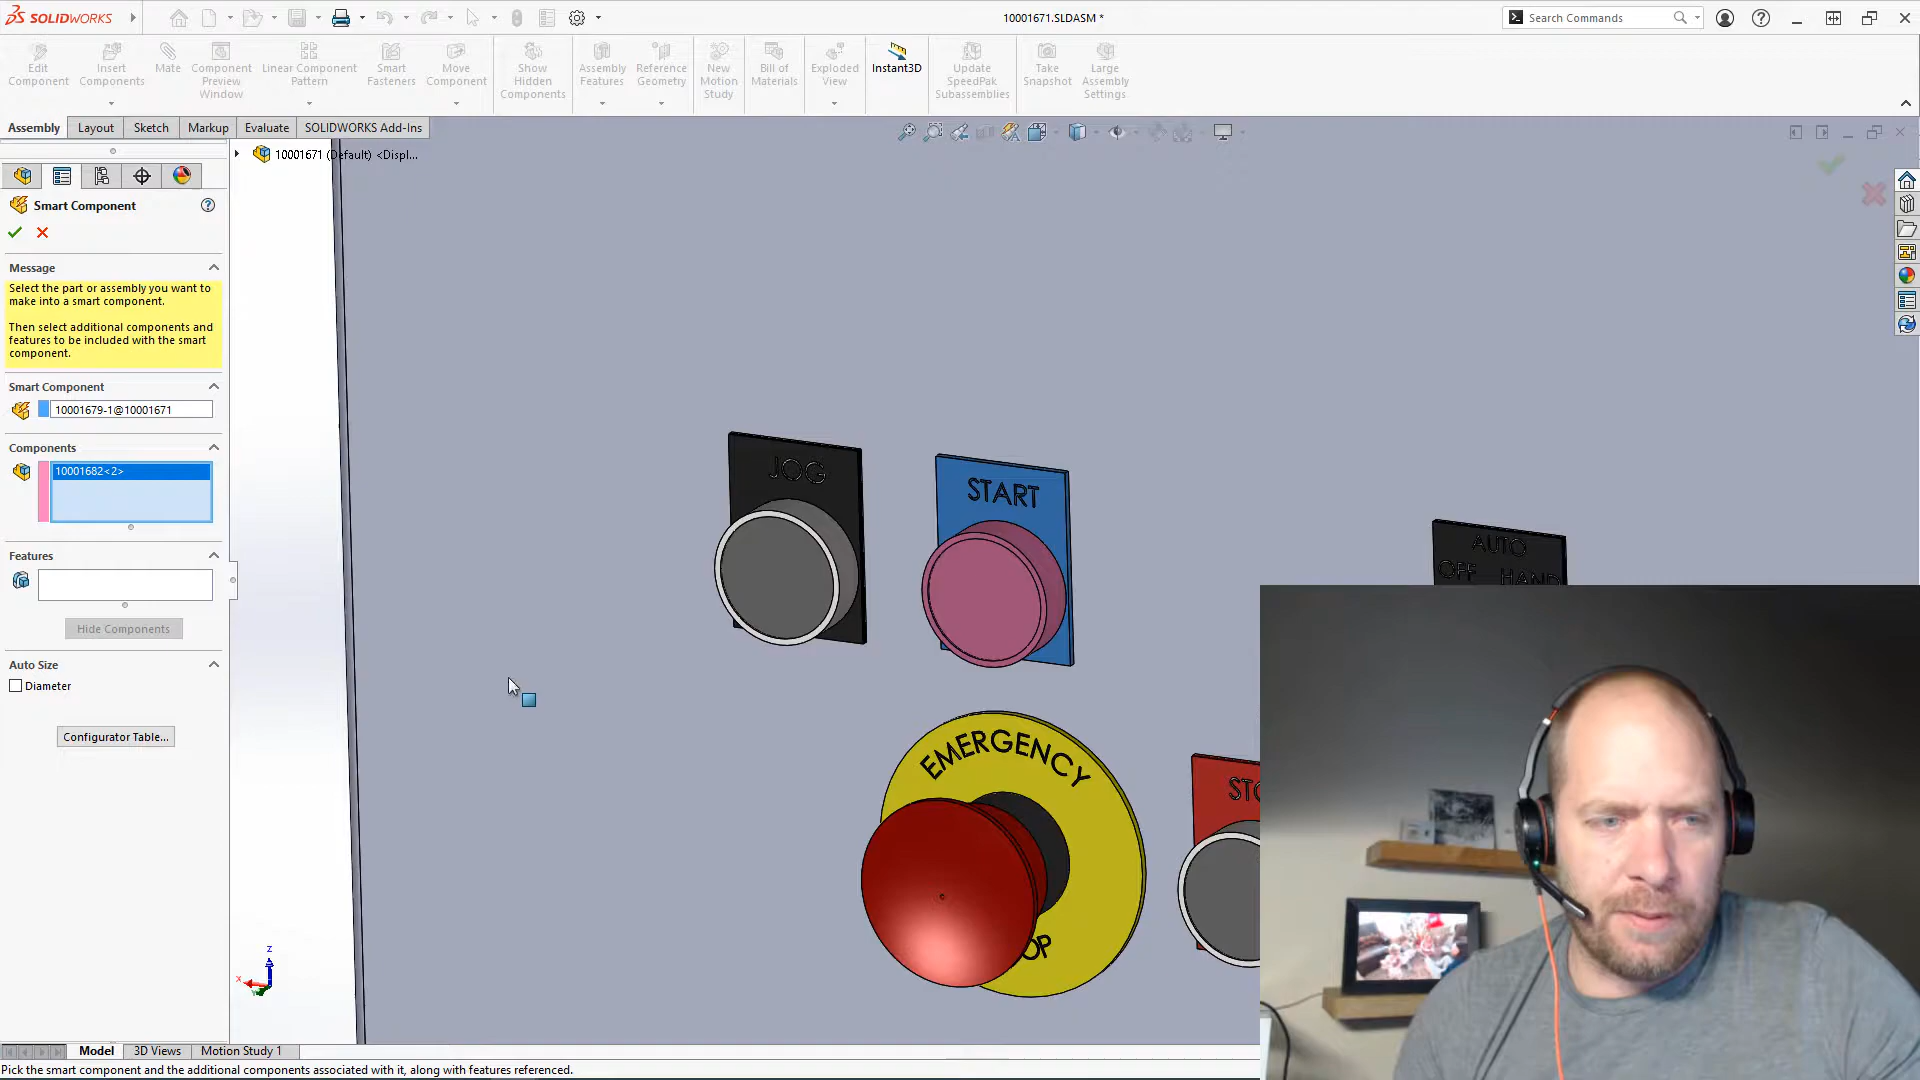 SOLIDWORKS
10001671.SLDASM *
Search Commands
Edit Component
Insert Components
Mate
Component Preview Window
Linear Component Pattern
Smart Fasteners
Move Component
Show Hidden Components
Assembly Features
Reference Geometry
New Motion Study
Bill of Materials
Exploded View
Instant3D
Update SpeedPak Subassemblies
Take Snapshot
Large Assembly Settings
Assembly
Layout
Sketch
Markup
Evaluate
SOLIDWORKS Add-Ins
10001671 (Default) <Displ...
Smart Component
Message
Select the part or assembly you want to
make into a smart component.
Then select additional components and
features to be included with the smart
component.
Smart Component
10001679-1@10001671
Components
10001682<2>
Features
Hide Components
Auto Size
Diameter
Configurator Table...
JOG
START
AUTO
OFF HAND
EMERGENCY
Z
X
Model
3D Views
Motion Study 1
Pick the smart component and the additional components associated with it, along with features referenced.